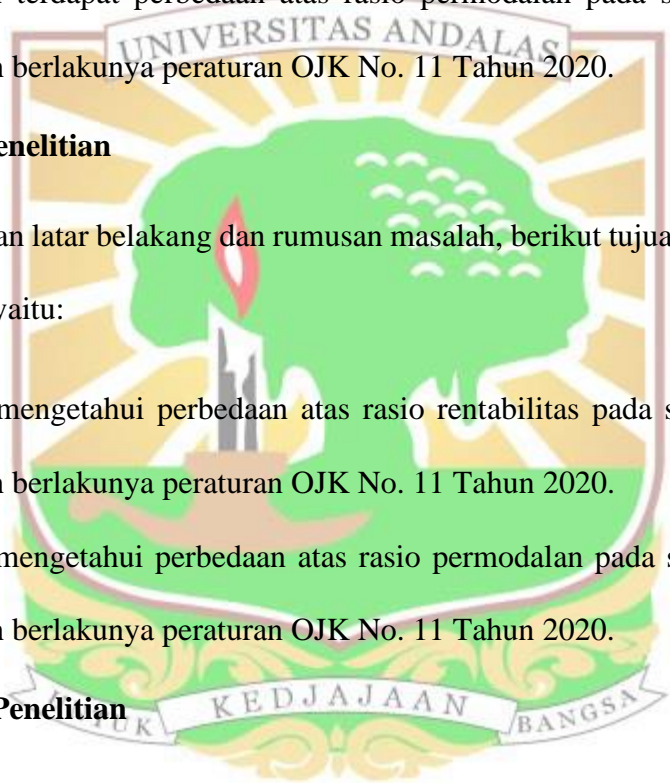 terdapat perbedaan atas rasio permodalan pada s
UNIVERSITAS ANDALAS
berlakunya peraturan OJK No. 11 Tahun 2020.
enelitian
an latar belakang dan rumusan masalah, berikut tujua
yaitu:
mengetahui perbedaan atas rasio rentabilitas pada s
berlakunya peraturan OJK No. 11 Tahun 2020.
mengetahui perbedaan atas rasio permodalan pada s
berlakunya peraturan OJK No. 11 Tahun 2020.
Penelitian
UK KEDJAJAAN BANGSA